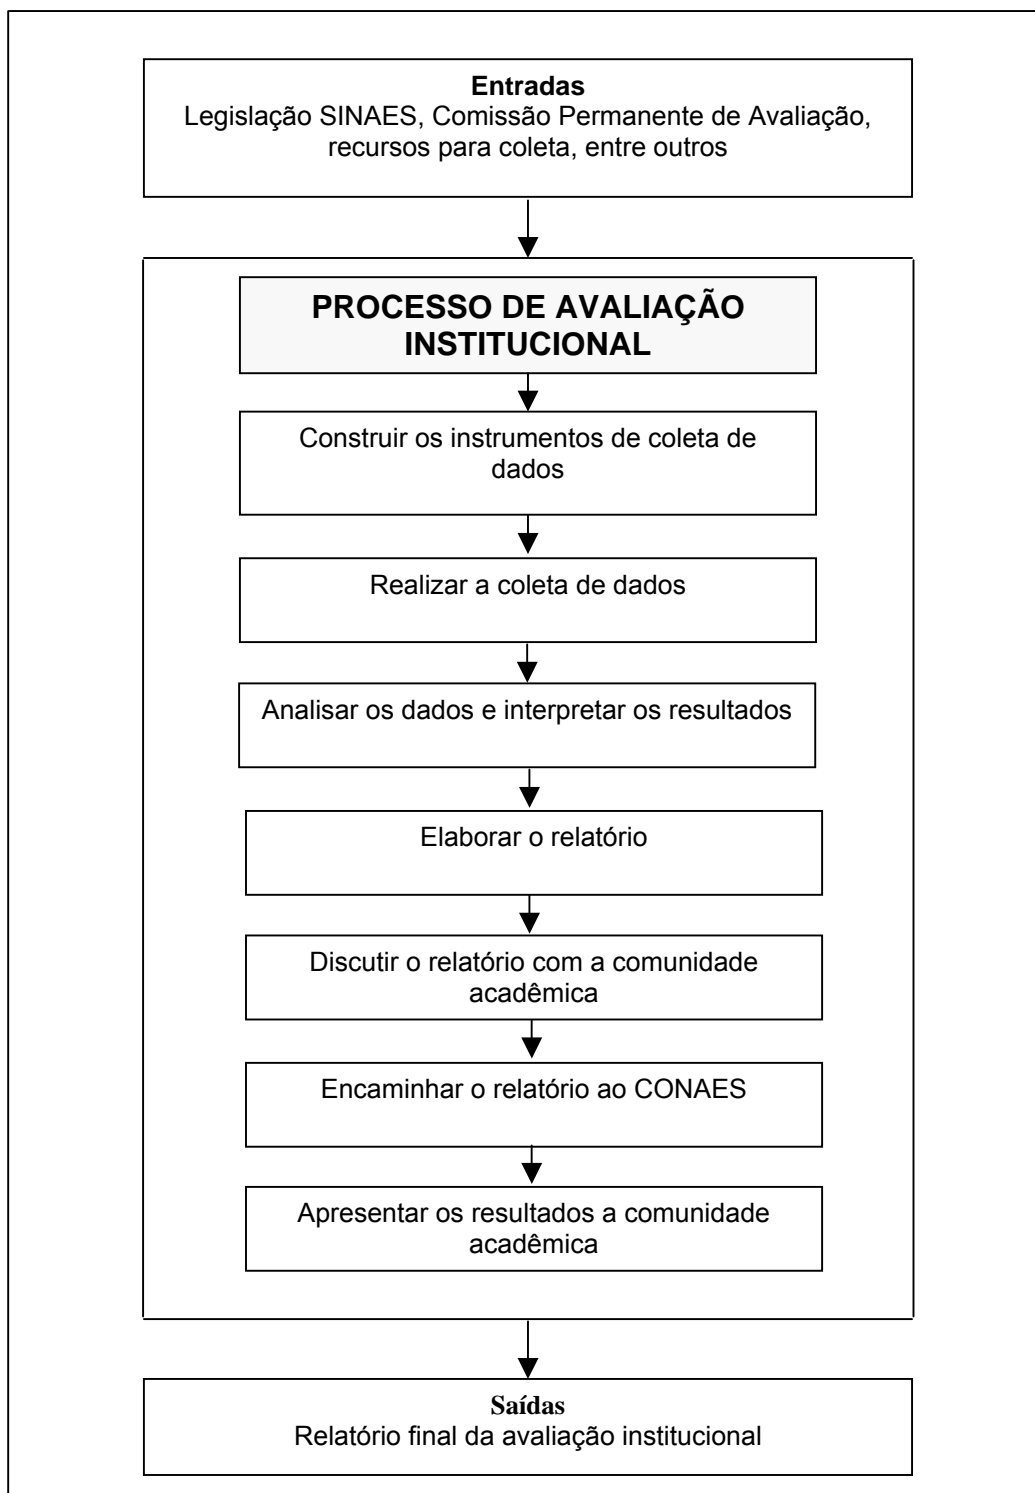 Entradas
Legislação SINAES, Comissão Permanente de Avaliação,
recursos para coleta, entre outros
PROCESSO DE AVALIAÇÃO
INSTITUCIONAL
Construir os instrumentos de coleta de
dados
Realizar a coleta de dados
Analisar os dados e interpretar os resultados
Elaborar o relatório
Discutir o relatório com a comunidade
acadêmica
Encaminhar o relatório ao CONAES
Apresentar os resultados a comunidade
acadêmica
Saídas
Relatório final da avaliação institucional